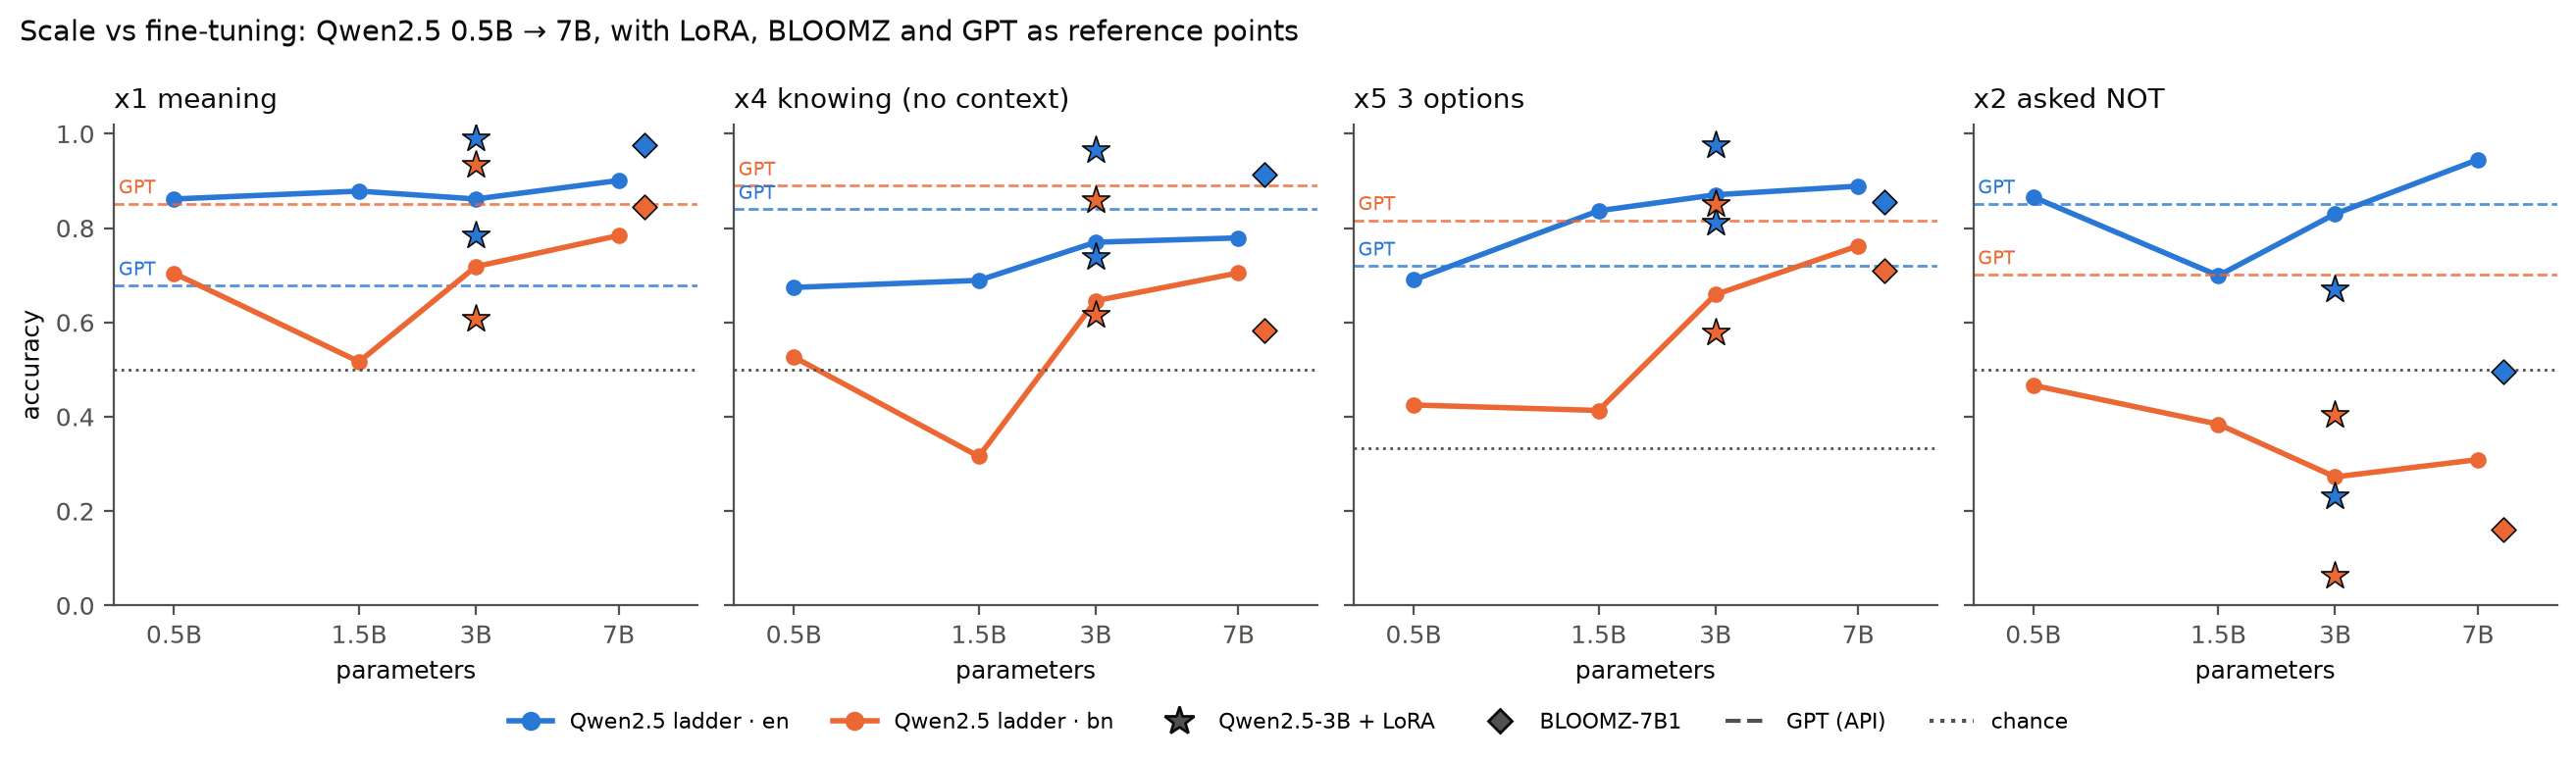 Scale vs fine-tuning: Qwen2.5 0.5B → 7B, with LoRA, BLOOMZ and GPT as reference points
x1 meaning
x4 knowing (no context)
x5 3 options
x2 asked NOT
accuracy
1.0
0.8
0.6
0.4
0.2
0.0
GPT
GPT
GPT
GPT
GPT
GPT
GPT
GPT
0.5B 1.5B 3B 7B
0.5B 1.5B 3B 7B
0.5B 1.5B 3B 7B
0.5B 1.5B 3B 7B
parameters
parameters
parameters
parameters
Qwen2.5 ladder · en
Qwen2.5 ladder · bn
Qwen2.5-3B + LoRA
BLOOMZ-7B1
GPT (API)
chance